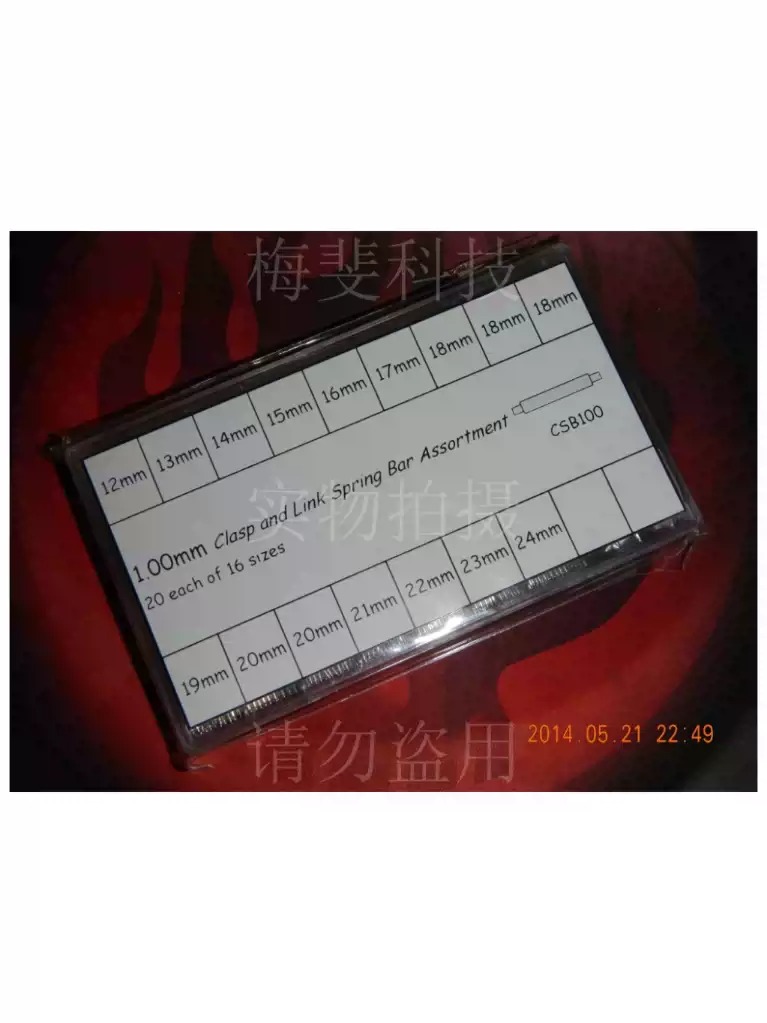 梅斐科技
12mm 13mm 14mm 15mm 16mm 17mm 18mm 18mm 18mm
1.00mm Clasp and Link Spring Bar Assortment
CSB100
20 each of 16 sizes
实物拍摄
19mm 20mm 20mm 21mm 22mm 23mm 24mm
请勿盗用
2014.05.21 22:49